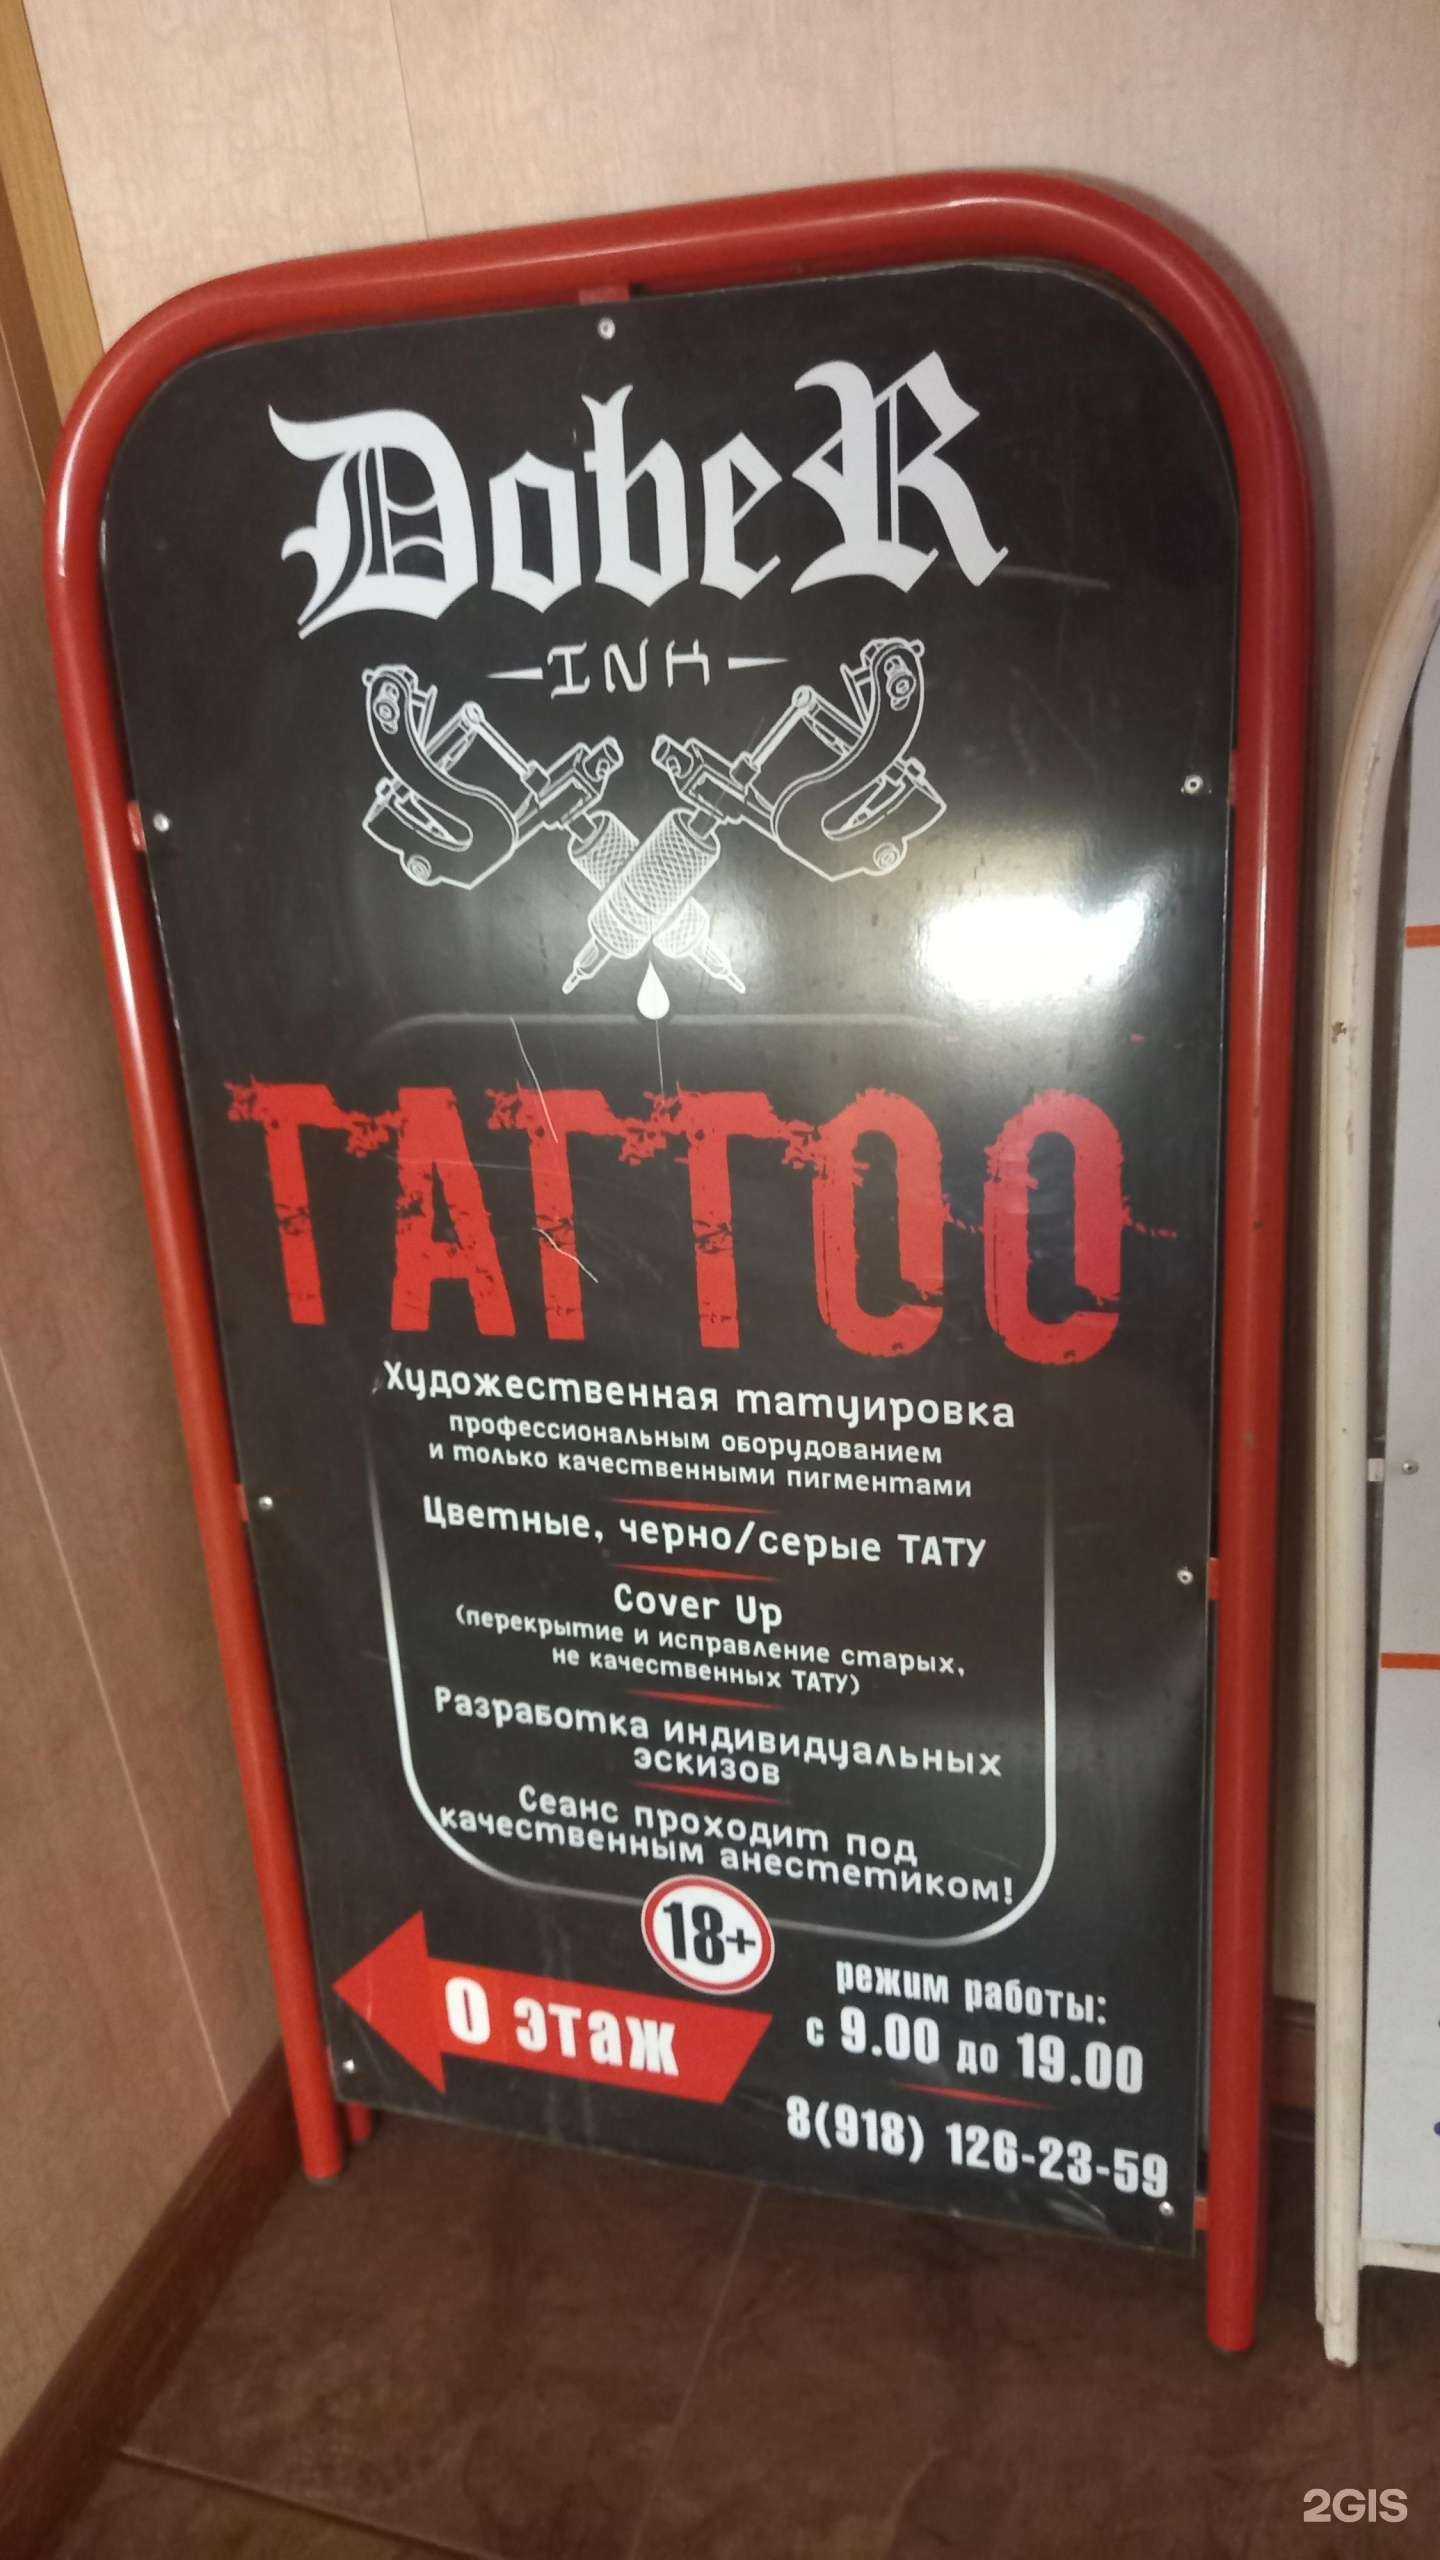 DobeR
INK
TATTOO
Художественная татуировка
профессиональным оборудованием
и только качественными пигментами
Цветные, черно/серые ТАТУ
Cover Up
(перекрытие и исправление старых,
не качественных ТАТУ)
Разработка индивидуальных
эскизов
Сеанс проходит под
качественным анестетиком!
18+
0 этаж
режим работы:
с 9.00 до 19.00
8(918) 126-23-59
2GIS